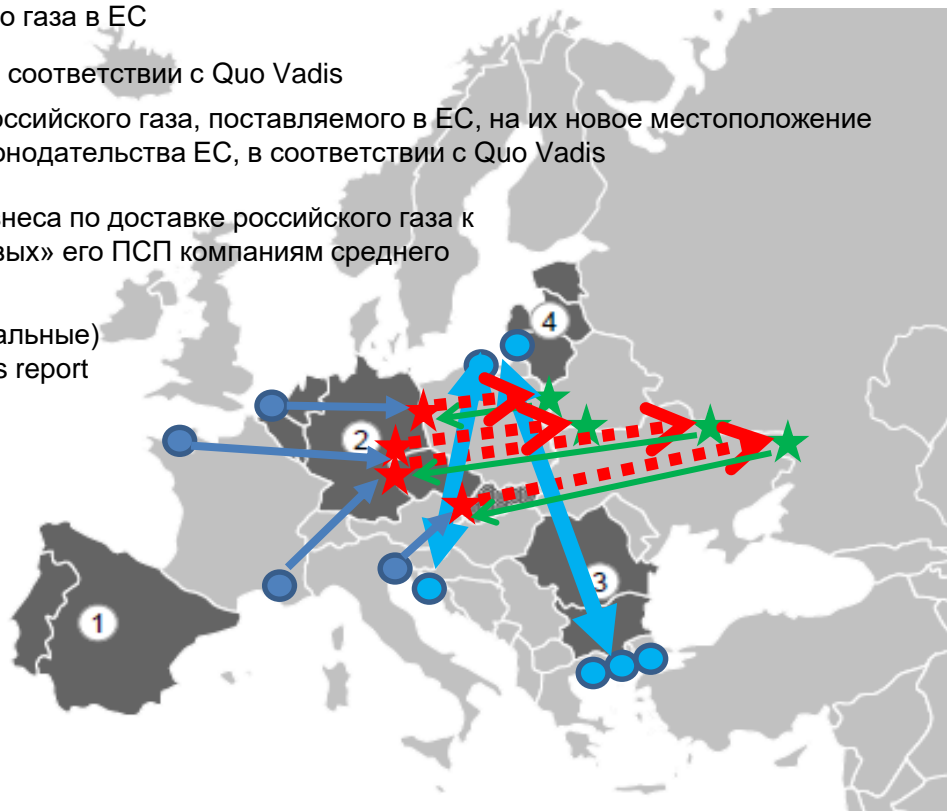 о газа в ЕС
соответствии с Quo Vadis
оссийского газа, поставляемого в ЕС, на их новое местоположение
онодательства ЕС, в соответствии с Quo Vadis
знеса по доставке российского газа к
вых» его ПСП компаниям среднего
альные)
s report
4
2
3
1